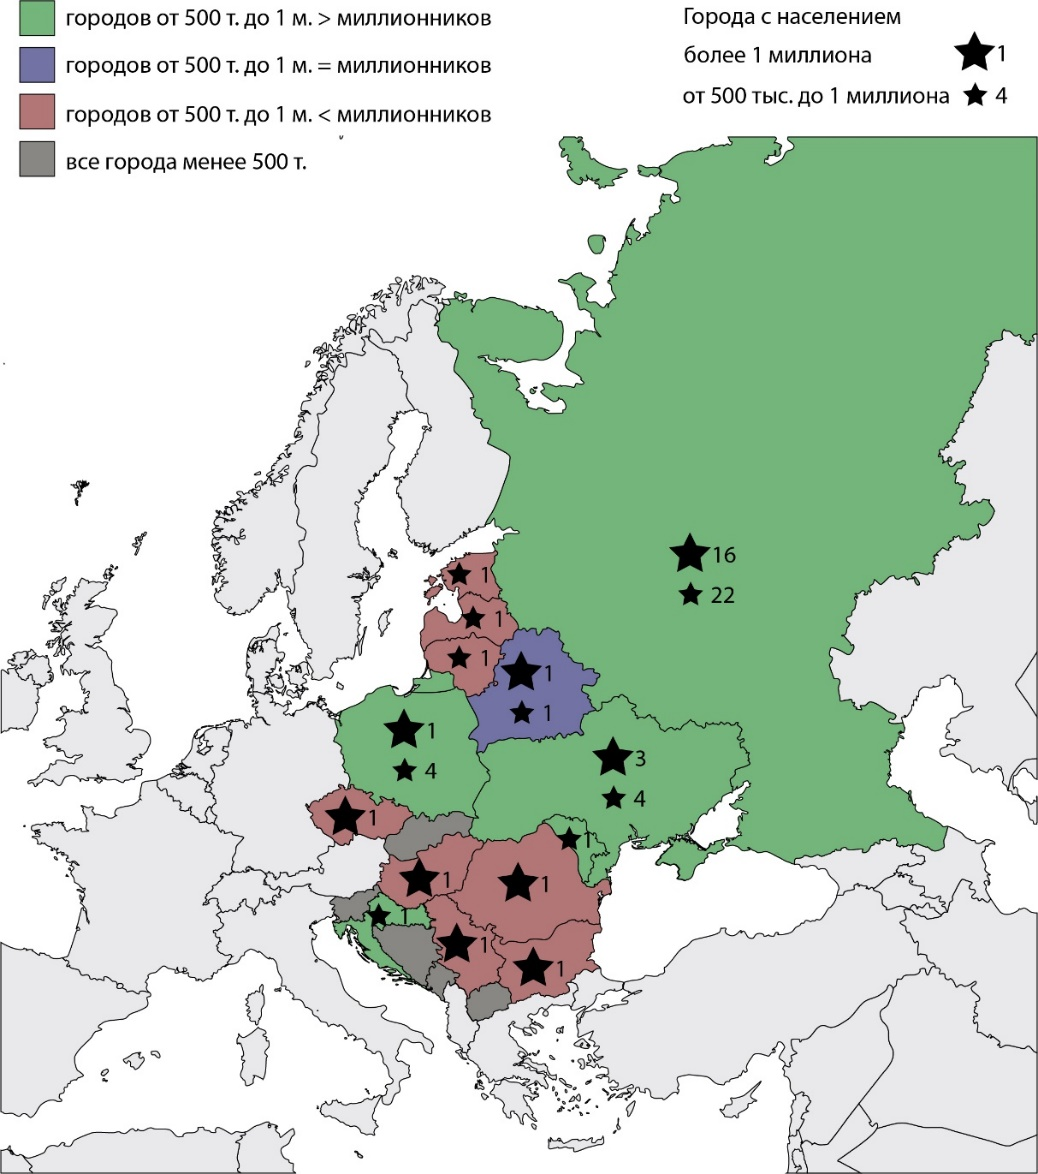 городов от 500 т. до 1 м. > миллионников
городов от 500 т. до 1 м. = миллионников
городов от 500 т. до 1 м. < миллионников
все города менее 500 т.
Города с населением
более 1 миллиона 1
от 500 тыс. до 1 миллиона 4
16
22
1
1
1
1
1
1
4
3
4
1
1
1
1
1
1
1